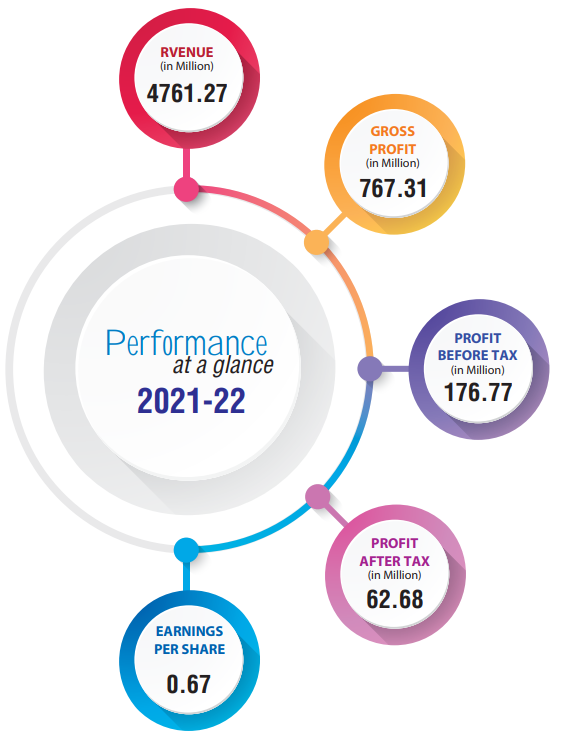 RVENUE
(in Million)
4761.27
GROSS
PROFIT
(in Million)
767.31
PROFIT
BEFORE TAX
(in Million)
176.77
Performance
at a glance
2021-22
PROFIT
AFTER TAX
(in Million)
62.68
EARNINGS
PER SHARE
0.67